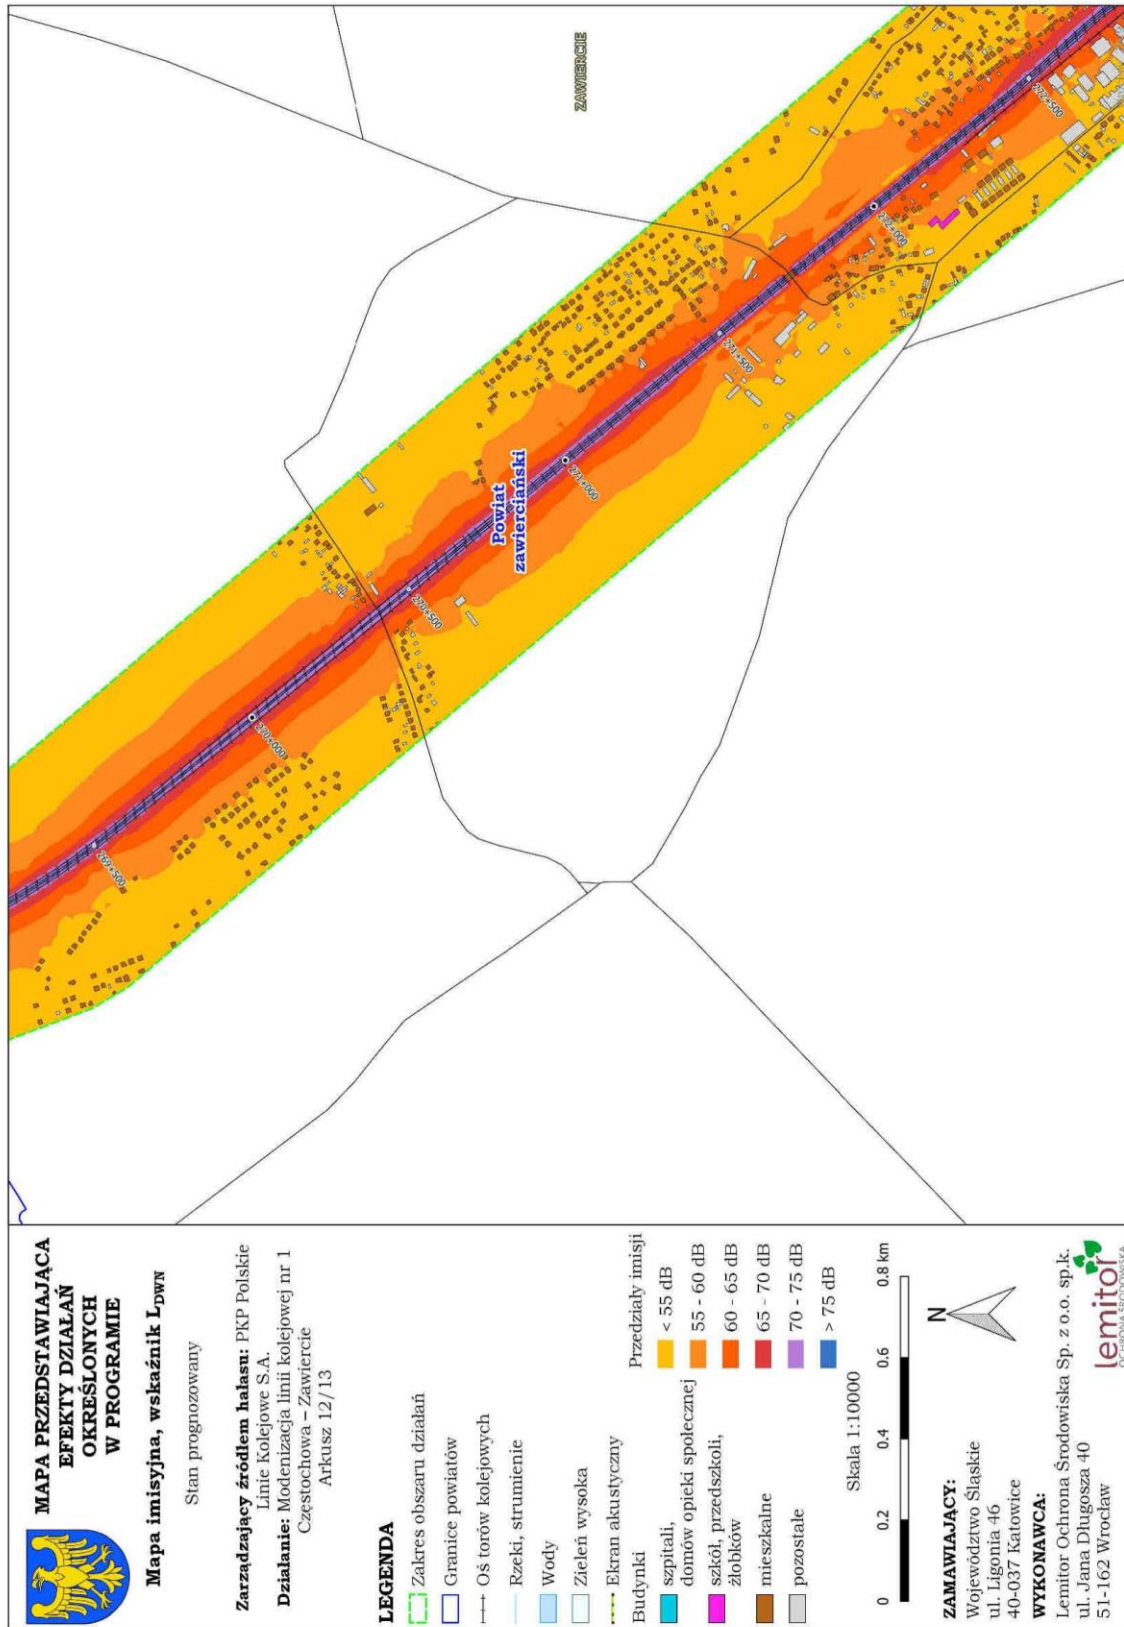 MAPA PRZEDSTAWIAJĄCA
EFEKTY DZIAŁAŃ
OKREŚLONYCH
W PROGRAMIE
Mapa imisyjna, wskaźnik LDWN
Stan prognozowany
Zarządzający źródłem hałasu: PKP Polskie
Linie Kolejowe S.A.
Działanie: Modenizacja linii kolejowej nr 1
Częstochowa – Zawiercie
Arkusz 12/13
LEGENDA
Zakres obszaru działań
Granice powiatów
Oś torów kolejowych
Rzeki, strumienie
Wody
Zieleń wysoka
Ekran akustyczny
Budynki
szpitali,
domów opieki społecznej
szkół, przedszkoli,
żłobków
mieszkalne
pozostałe
Przedziały imisji
< 55 dB
55 - 60 dB
60 - 65 dB
65 - 70 dB
70 - 75 dB
> 75 dB
Skala 1:10000
0 0.2 0.4 0.6 0.8 km
N
ZAMAWIAJĄCY:
Województwo Śląskie
ul. Ligonia 46
40-037 Katowice
WYKONAWCA:
Lemitor Ochrona Środowiska Sp. z o.o. sp.k.
ul. Jana Długosza 40
51-162 Wrocław
lemitor
OCHRONA ŚRODOWISKA
269+500
270+000
270+500
Powiat
zawierciański
271+000
271+500
272+000
272+500
ZAWIERCIE